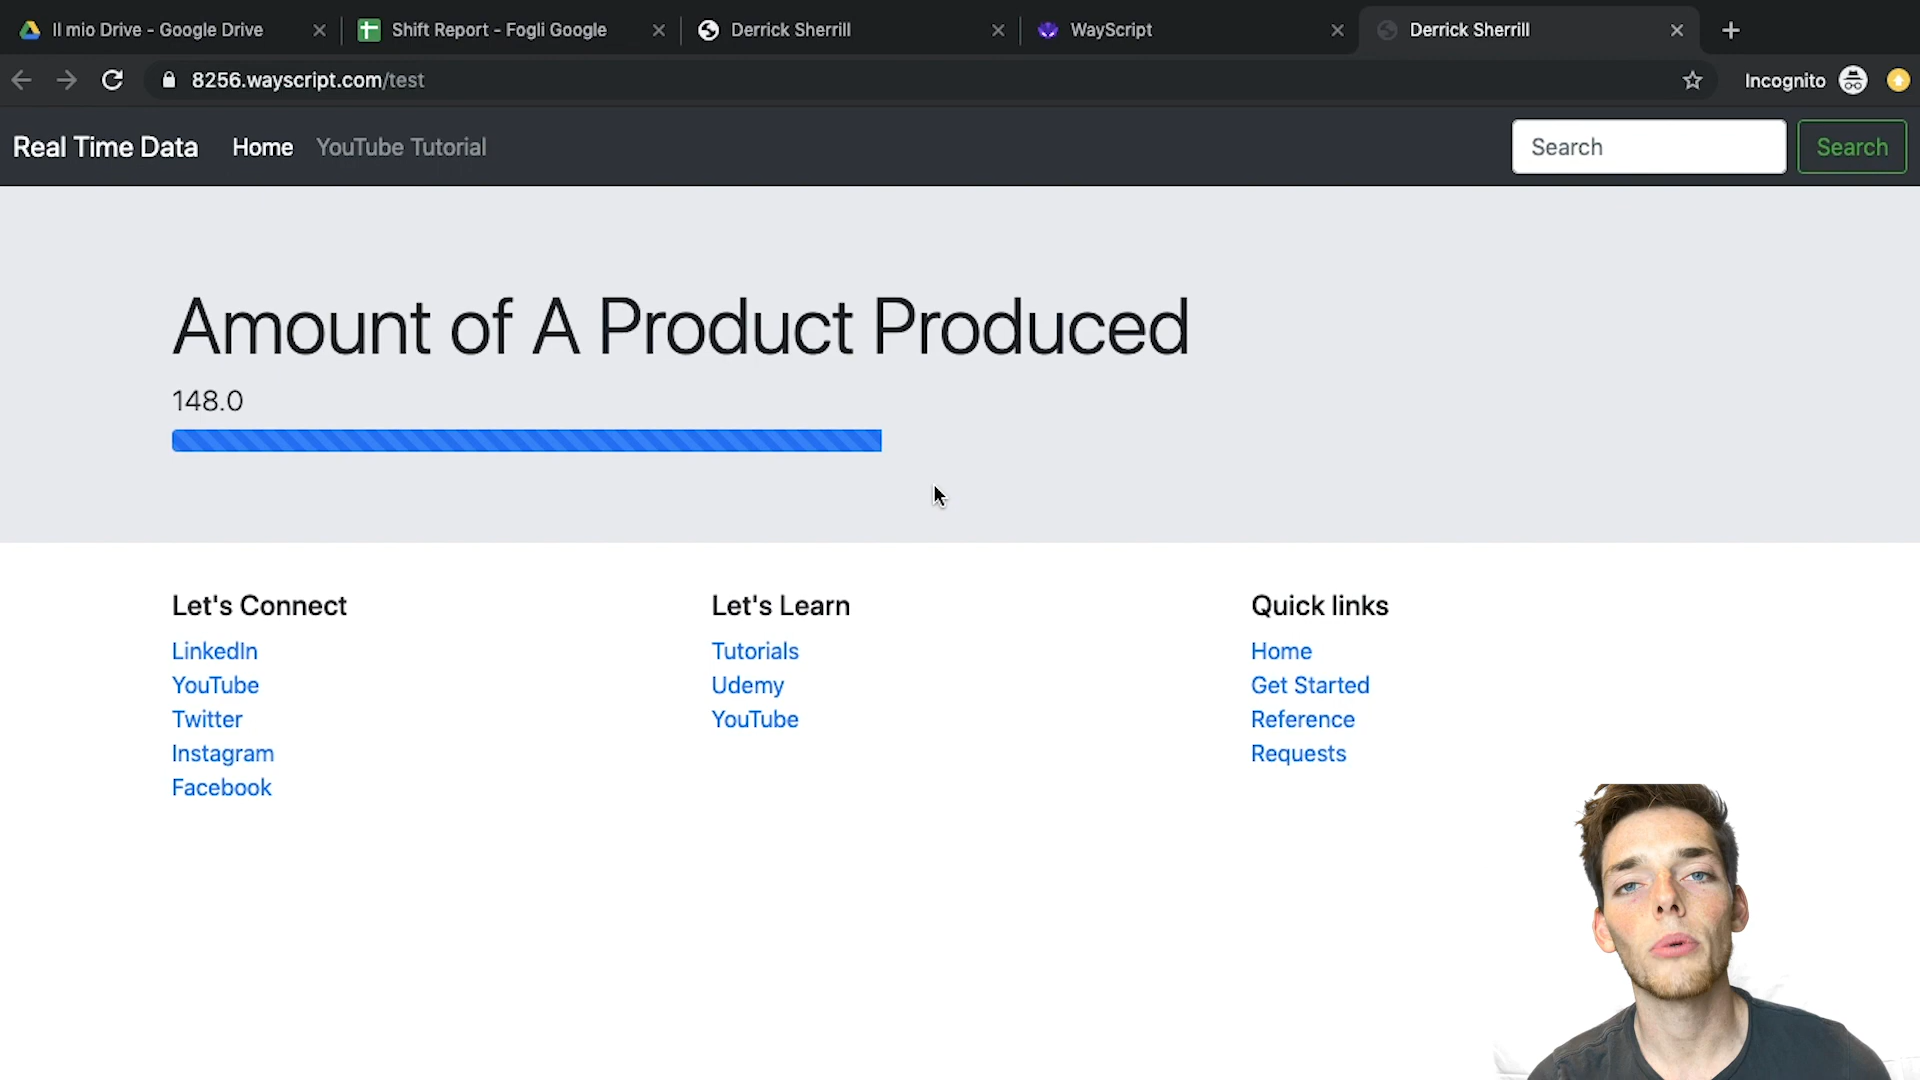 Il mio Drive - Google Drive
Shift Report - Fogli Google
Derrick Sherrill
WayScript
Derrick Sherrill
8256.wayscript.com/test
Incognito
Real Time Data
Home
YouTube Tutorial
Search
Search
Amount of A Product Produced
148.0
Let's Connect
LinkedIn
YouTube
Twitter
Instagram
Facebook
Let's Learn
Tutorials
Udemy
YouTube
Quick links
Home
Get Started
Reference
Requests